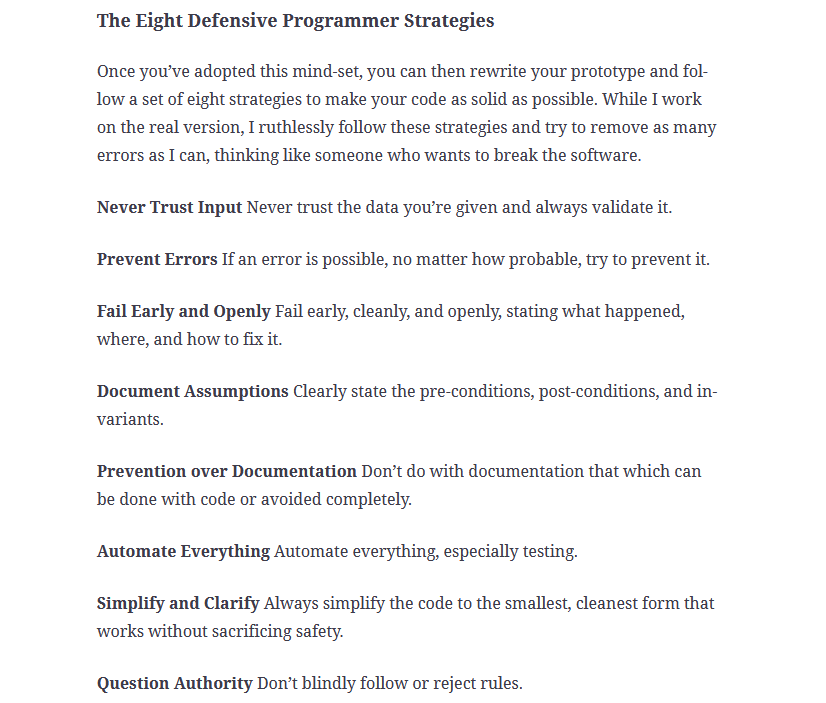 The Eight Defensive Programmer Strategies
Once you’ve adopted this mind-set, you can then rewrite your prototype and fol-
low a set of eight strategies to make your code as solid as possible. While I work
on the real version, I ruthlessly follow these strategies and try to remove as many
errors as I can, thinking like someone who wants to break the software.
Never Trust Input Never trust the data you’re given and always validate it.
Prevent Errors If an error is possible, no matter how probable, try to prevent it.
Fail Early and Openly Fail early, cleanly, and openly, stating what happened,
where, and how to fix it.
Document Assumptions Clearly state the pre-conditions, post-conditions, and in-
variants.
Prevention over Documentation Don’t do with documentation that which can
be done with code or avoided completely.
Automate Everything Automate everything, especially testing.
Simplify and Clarify Always simplify the code to the smallest, cleanest form that
works without sacrificing safety.
Question Authority Don’t blindly follow or reject rules.